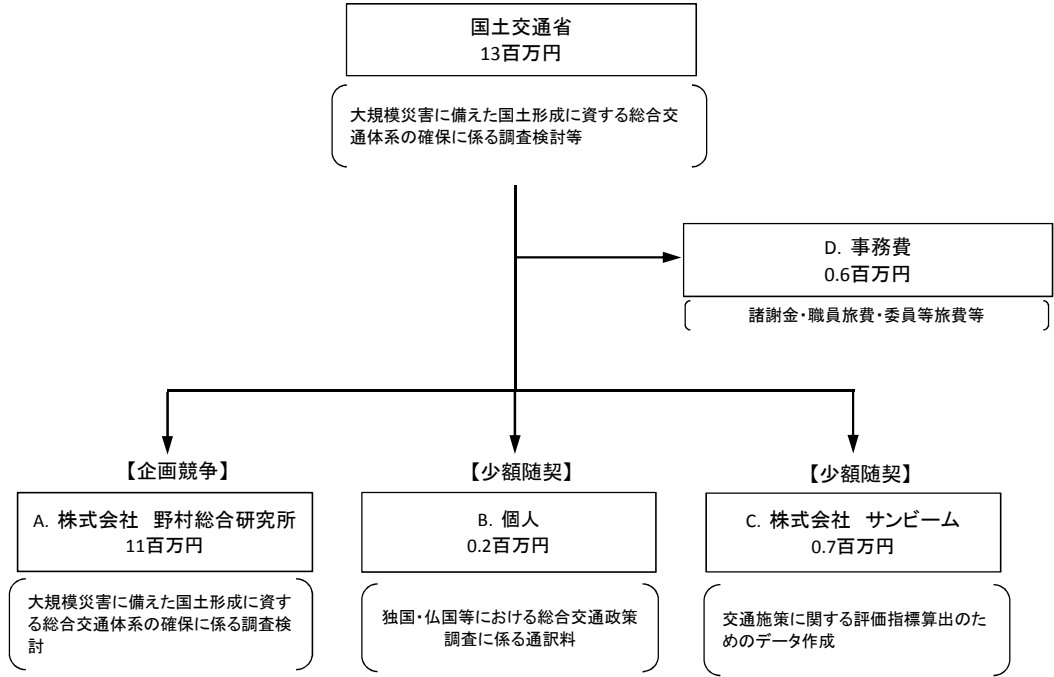 国土交通省
13百万円
大規模災害に備えた国土形成に資する総合交
通体系の確保に係る調査検討等
D. 事務費
0.6百万円
諸謝金・職員旅費・委員等旅費等
【企画競争】
A. 株式会社　野村総合研究所
11百万円
大規模災害に備えた国土形成に資す
る総合交通体系の確保に係る調査検
討
【少額随契】
B. 個人
0.2百万円
独国・仏国等における総合交通政策
調査に係る通訳料
【少額随契】
C. 株式会社　サンビーム
0.7百万円
交通施策に関する評価指標算出のた
めのデータ作成